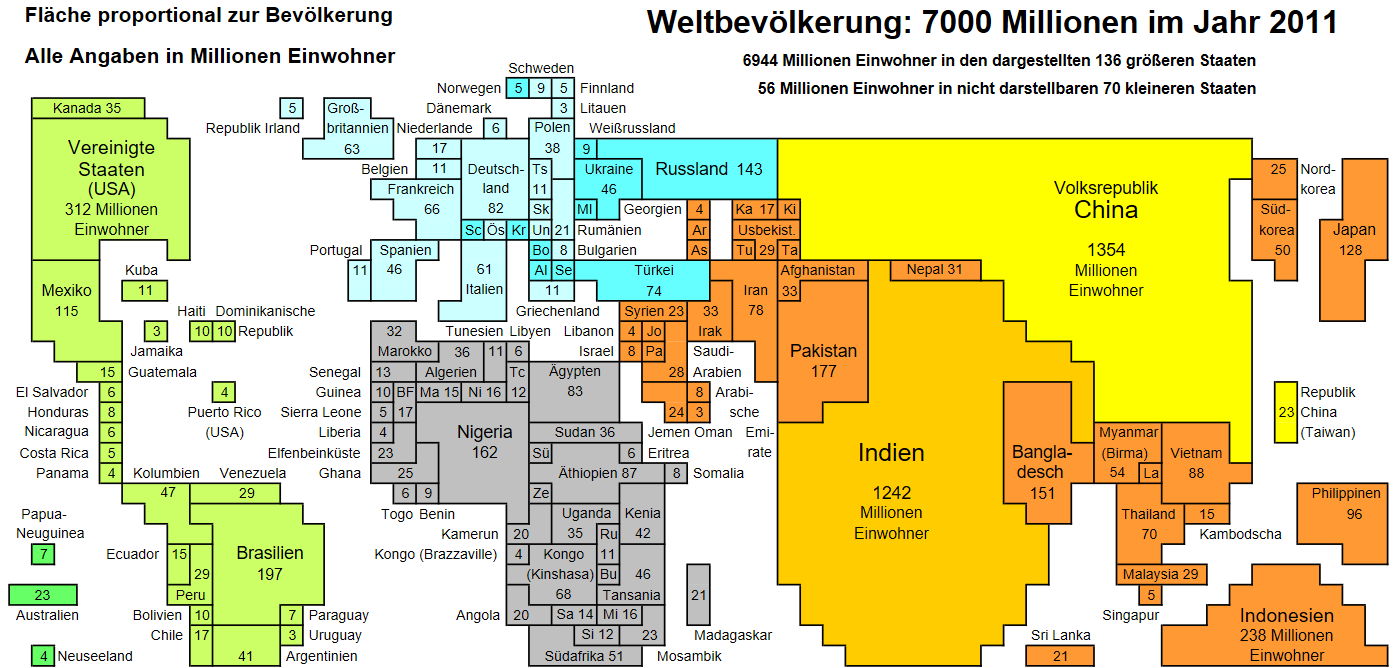 Fläche proportional zur Bevölkerung
Alle Angaben in Millionen Einwohner
Weltbevölkerung: 7000 Millionen im Jahr 2011
6944 Millionen Einwohner in den dargestellten 136 größeren Staaten
56 Millionen Einwohner in nicht darstellbaren 70 kleineren Staaten
Kanada 35
Vereinigte
Staaten
(USA)
312 Millionen
Einwohner
Mexiko
115
Kuba
11
Haiti
10
Dominikanische
10
Republik
3
Jamaika
15
Guatemala
El Salvador
6
Honduras
8
Nicaragua
6
Costa Rica
5
Panama
4
4
Puerto Rico
(USA)
Kolumbien
47
Venezuela
29
Ecuador
15
29
Peru
Brasilien
197
Bolivien
10
7
Paraguay
Chile
17
3
Uruguay
41
Argentinien
Papua-
Neuguinea
7
23
Australien
4
Neuseeland
Schweden
Norwegen
5
9
5
Finnland
Dänemark
3
Litauen
5
Republik Irland
Groß-
britannien
63
Niederlande
6
Polen
38
Weißrussland
17
Belgien
11
Deutsch-
land
82
Ts
11
9
Russland 143
Ukraine
46
Frankreich
66
Sk
Ml
Sc
Ös
Kr
Un
21
Rumänien
Portugal
11
Spanien
46
Bo
8
Bulgarien
61
Italien
Al
Se
11
Griechenland
Türkei
74
Georgien
4
Ar
As
Ka 17
Ki
Usbekist.
Tu
29
Ta
Afghanistan
33
Iran
78
Syrien 23
33
Irak
Libanon
4
Jo
Israel
8
Pa
Saudi-
28
Arabien
8
Arabi-
sche
24
3
Jemen
Oman
Emi-
rate
Pakistan
177
Nepal 31
Indien
1242
Millionen
Einwohner
Bangla-
desch
151
Sri Lanka
21
Volksrepublik
China
1354
Millionen
Einwohner
25
Nord-
korea
Süd-
korea
50
Japan
128
23
Republik
China
(Taiwan)
Myanmar
(Birma)
54
La
Vietnam
88
Thailand
70
15
Kambodscha
Malaysia 29
5
Singapur
Philippinen
96
Indonesien
238 Millionen
Einwohner
32
Marokko
Tunesien
Libyen
36
Algerien
11
6
Senegal
13
Tc
12
Ägypten
83
Guinea
10
BF
Ma 15
Ni 16
Sierra Leone
5
17
Liberia
4
Nigeria
162
Sudan 36
Elfenbeinküste
23
Sü
6
Eritrea
Ghana
25
Äthiopien 87
8
Somalia
6
9
Togo
Benin
Ze
Kamerun
20
Uganda
35
Kenia
42
Ru
Kongo (Brazzaville)
4
Kongo
(Kinshasa)
68
11
Bu
46
Tansania
21
Madagaskar
Angola
20
Sa 14
Mi 16
Si 12
23
Südafrika 51
Mosambik